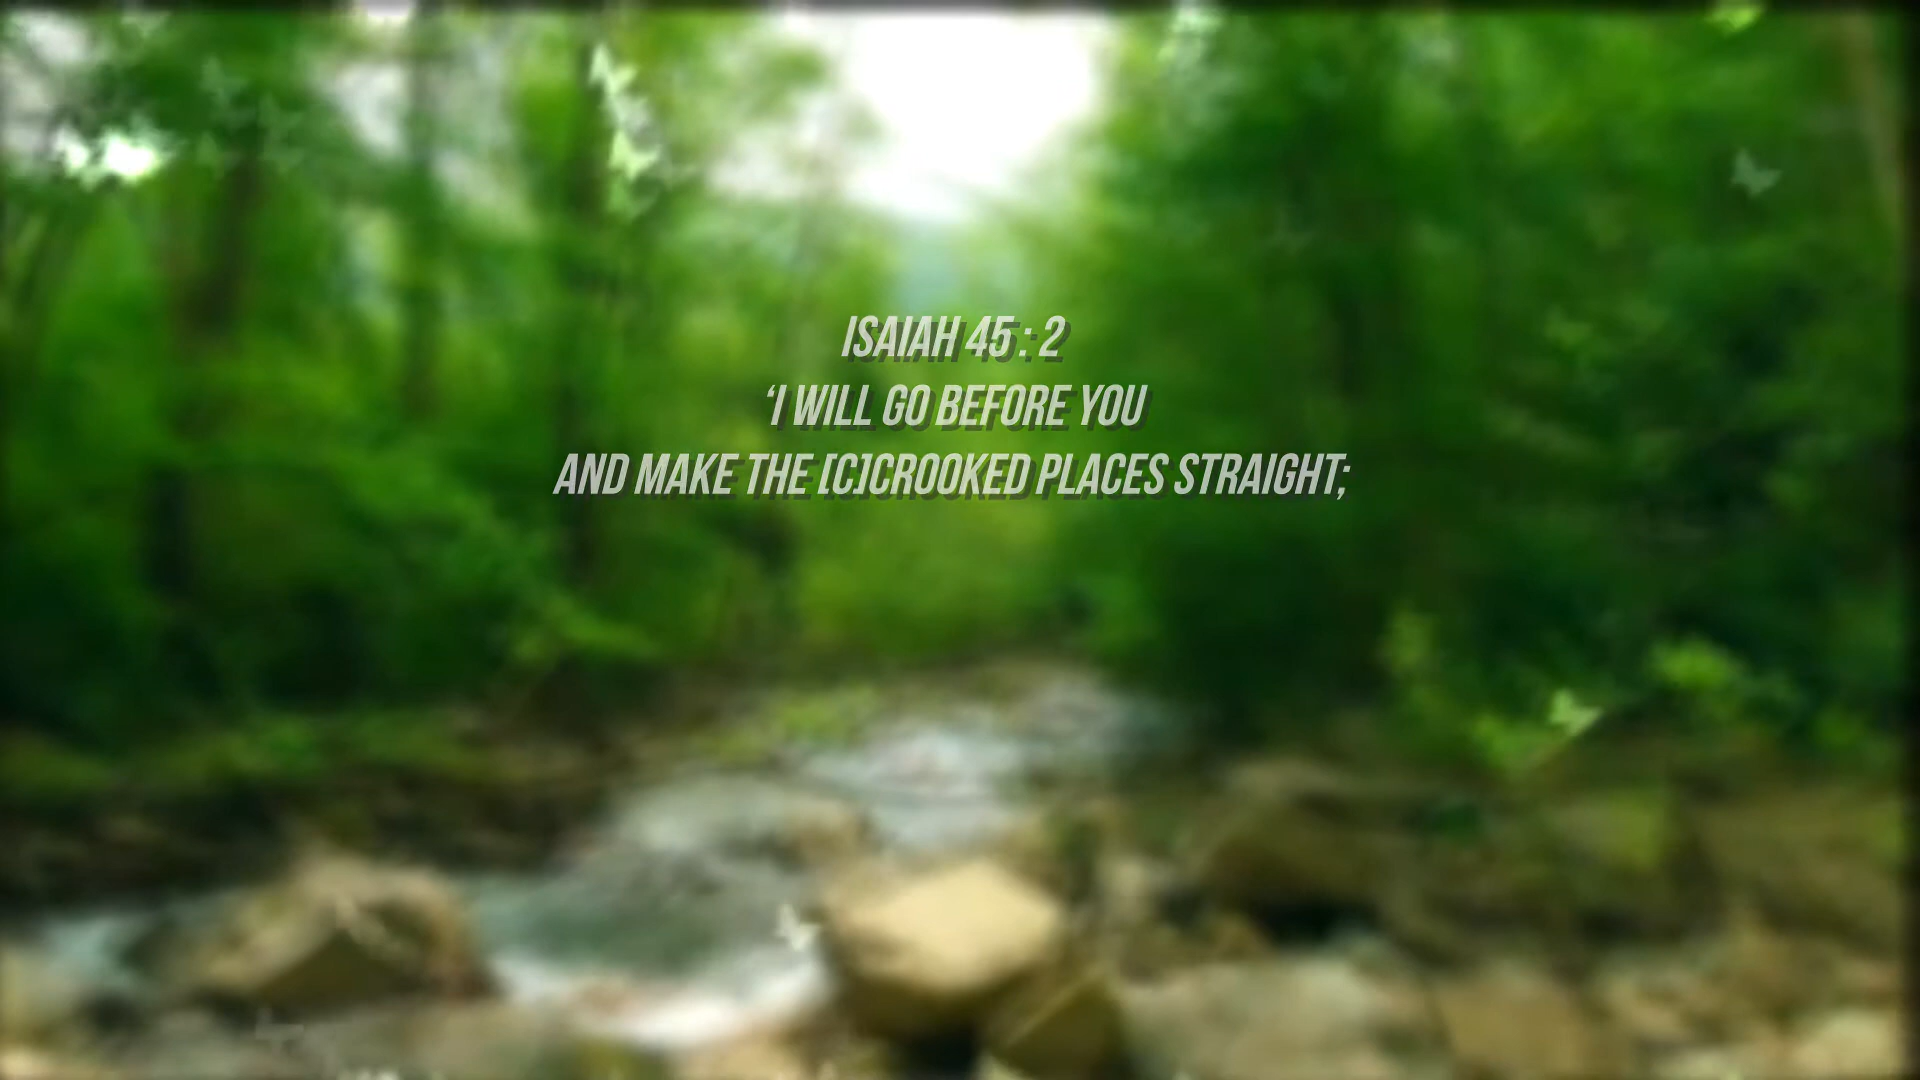 ISAIAH 45 : 2
‘I WILL GO BEFORE YOU
AND MAKE THE [C]CROOKED PLACES STRAIGHT;